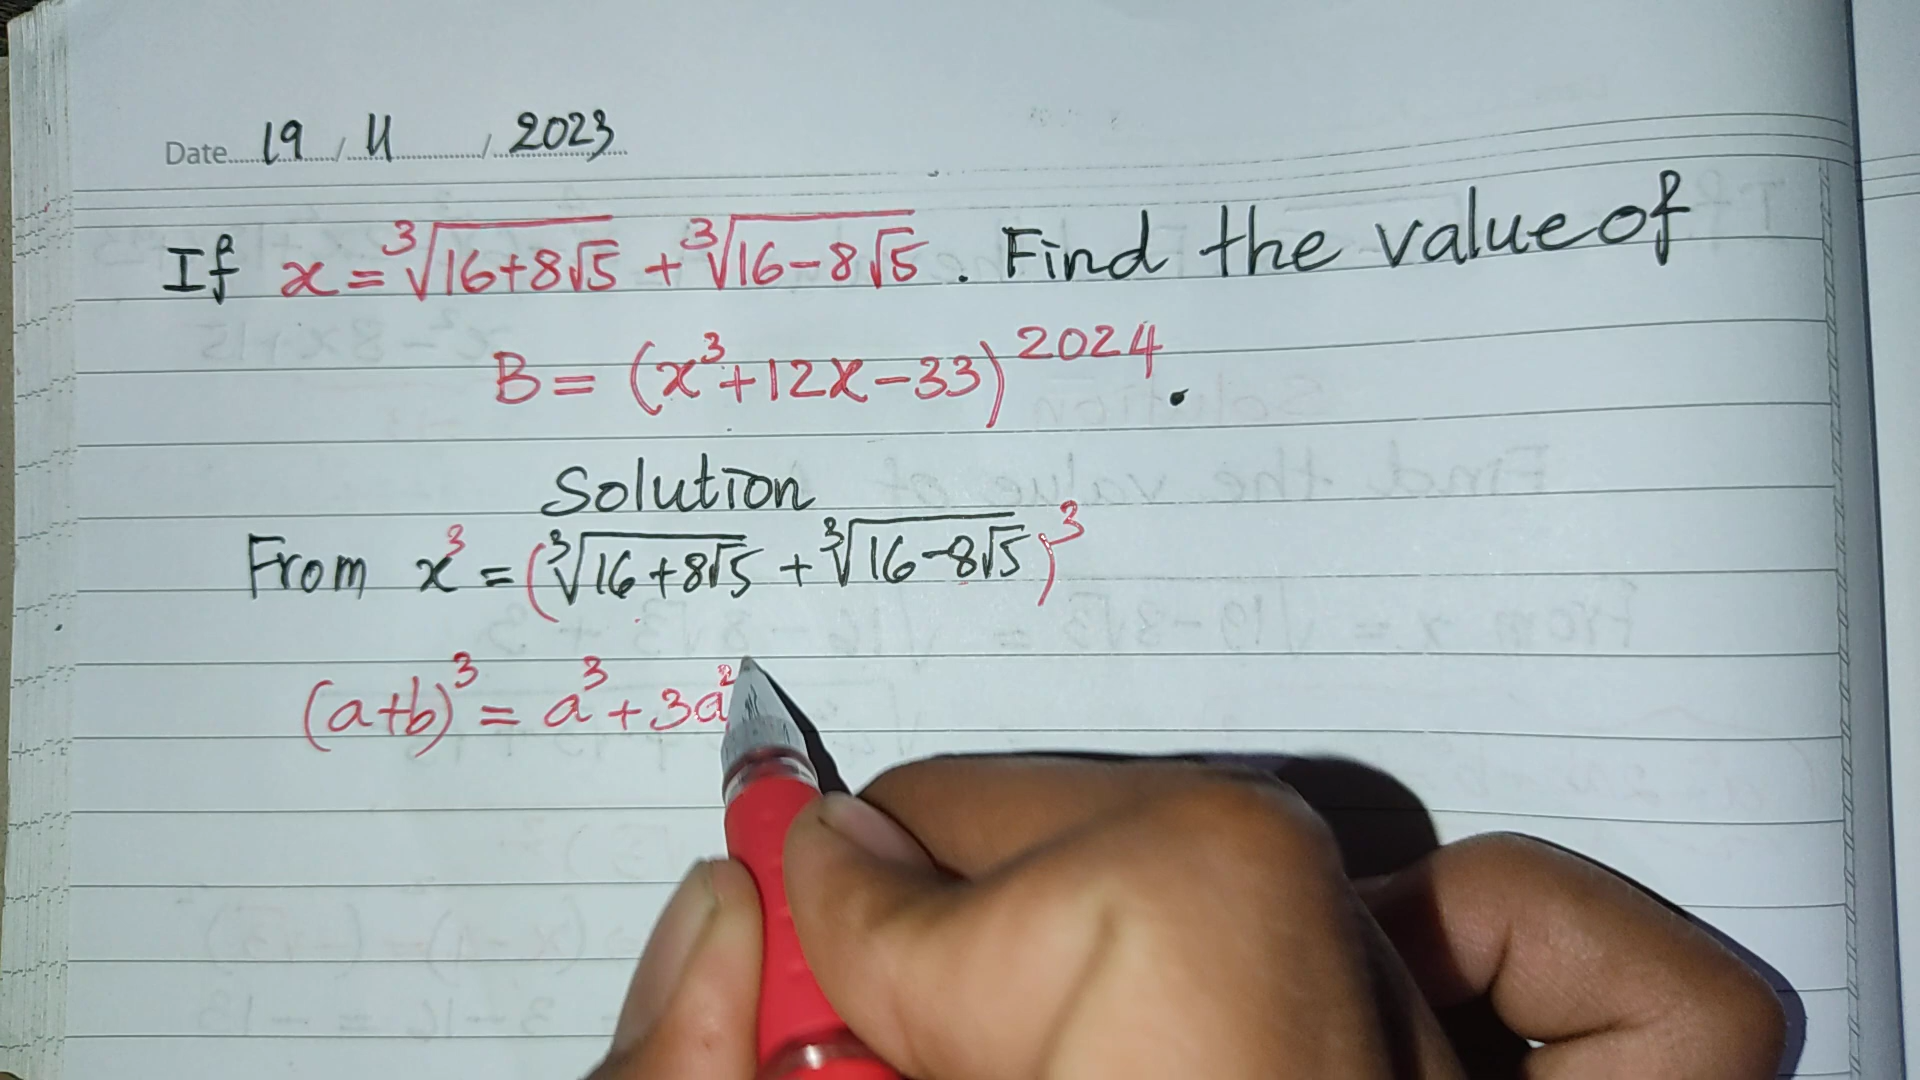 Date 19 / 11 / 2023
If x = ∛(16+8√5) + ∛(16-8√5) . Find the value of
B = (x³+12x-33)²⁰²⁴.
Solution
From x³ = (∛(16+8√5) + ∛(16-8√5))³
(a+b)³ = a³ + 3a²